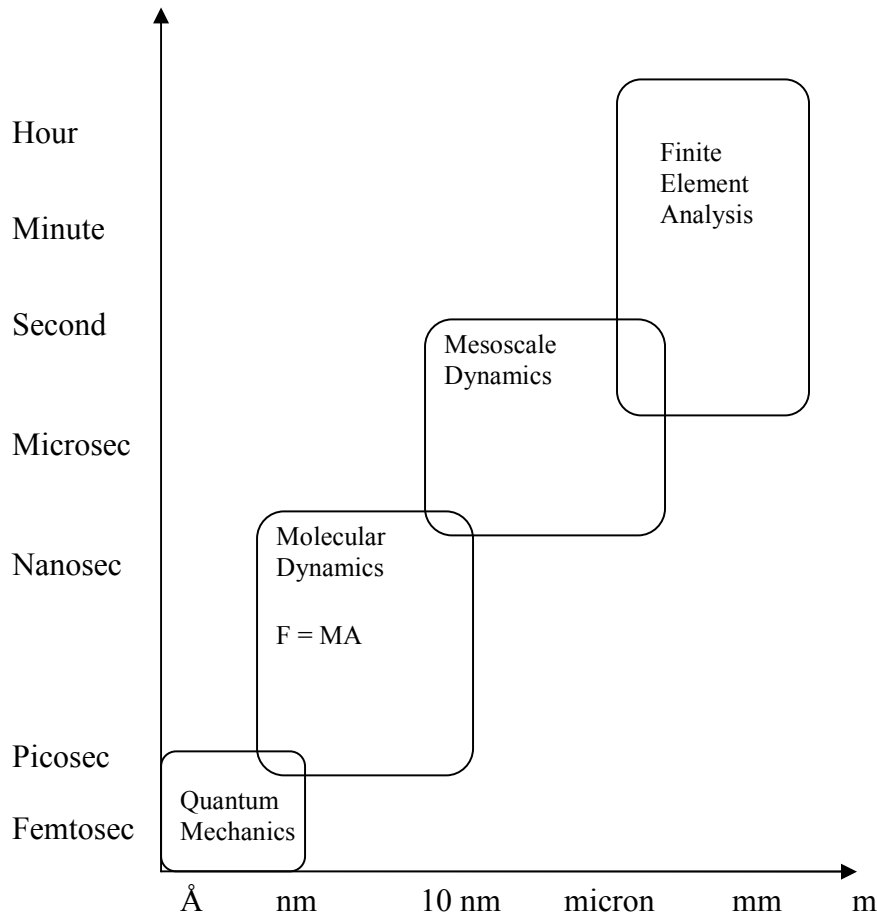 Hour
Finite
Element
Analysis
Minute
Second
Mesoscale
Dynamics
Microsec
Molecular
Dynamics
Nanosec
F = MA
Picosec
Quantum
Mechanics
Femtosec
Å nm 10 nm micron mm m